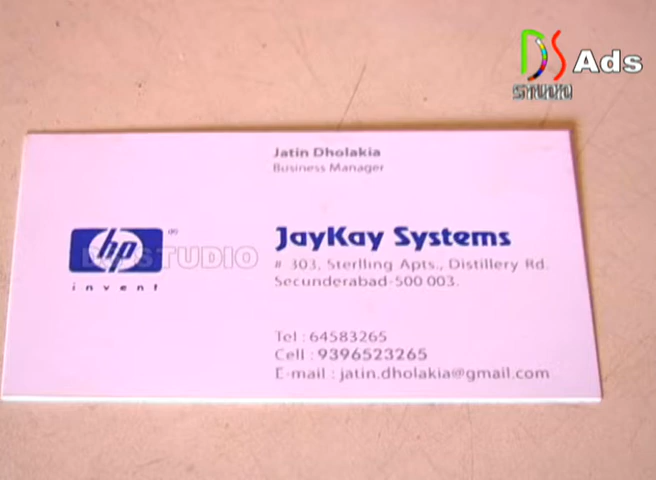 DS Ads
STUDIO
Jatin Dholakia
Business Manager
hp
invent
DS STUDIO
JayKay Systems
# 303, Sterlling Apts., Distillery Rd.
Secunderabad-500 003.
Tel : 64583265
Cell : 9396523265
E-mail : jatin.dholakia@gmail.com